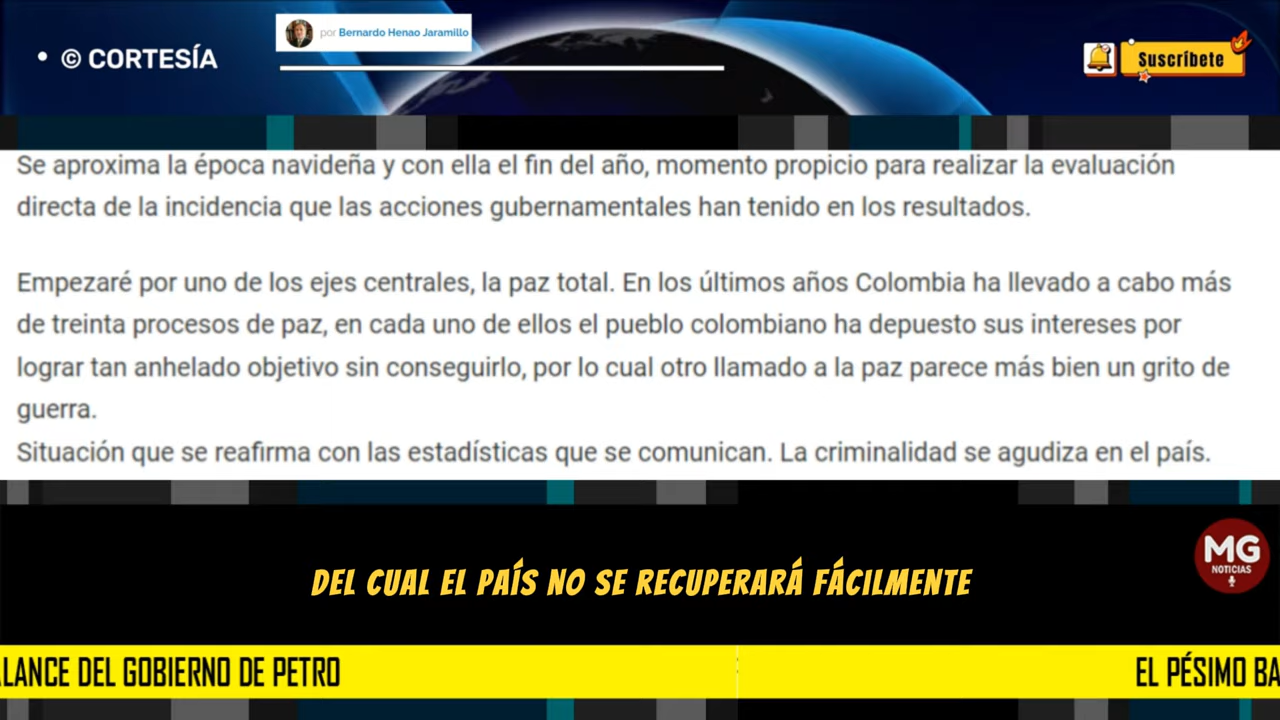 por Bernardo Henao Jaramillo
• © CORTESÍA
Suscríbete
Se aproxima la época navideña y con ella el fin del año, momento propicio para realizar la evaluación
directa de la incidencia que las acciones gubernamentales han tenido en los resultados.
Empezaré por uno de los ejes centrales, la paz total. En los últimos años Colombia ha llevado a cabo más
de treinta procesos de paz, en cada uno de ellos el pueblo colombiano ha depuesto sus intereses por
lograr tan anhelado objetivo sin conseguirlo, por lo cual otro llamado a la paz parece más bien un grito de
guerra.
Situación que se reafirma con las estadísticas que se comunican. La criminalidad se agudiza en el país.
MG
NOTICIAS
DEL CUAL EL PAÍS NO SE RECUPERARÁ FÁCILMENTE
ALANCE DEL GOBIERNO DE PETRO
EL PÉSIMO BA